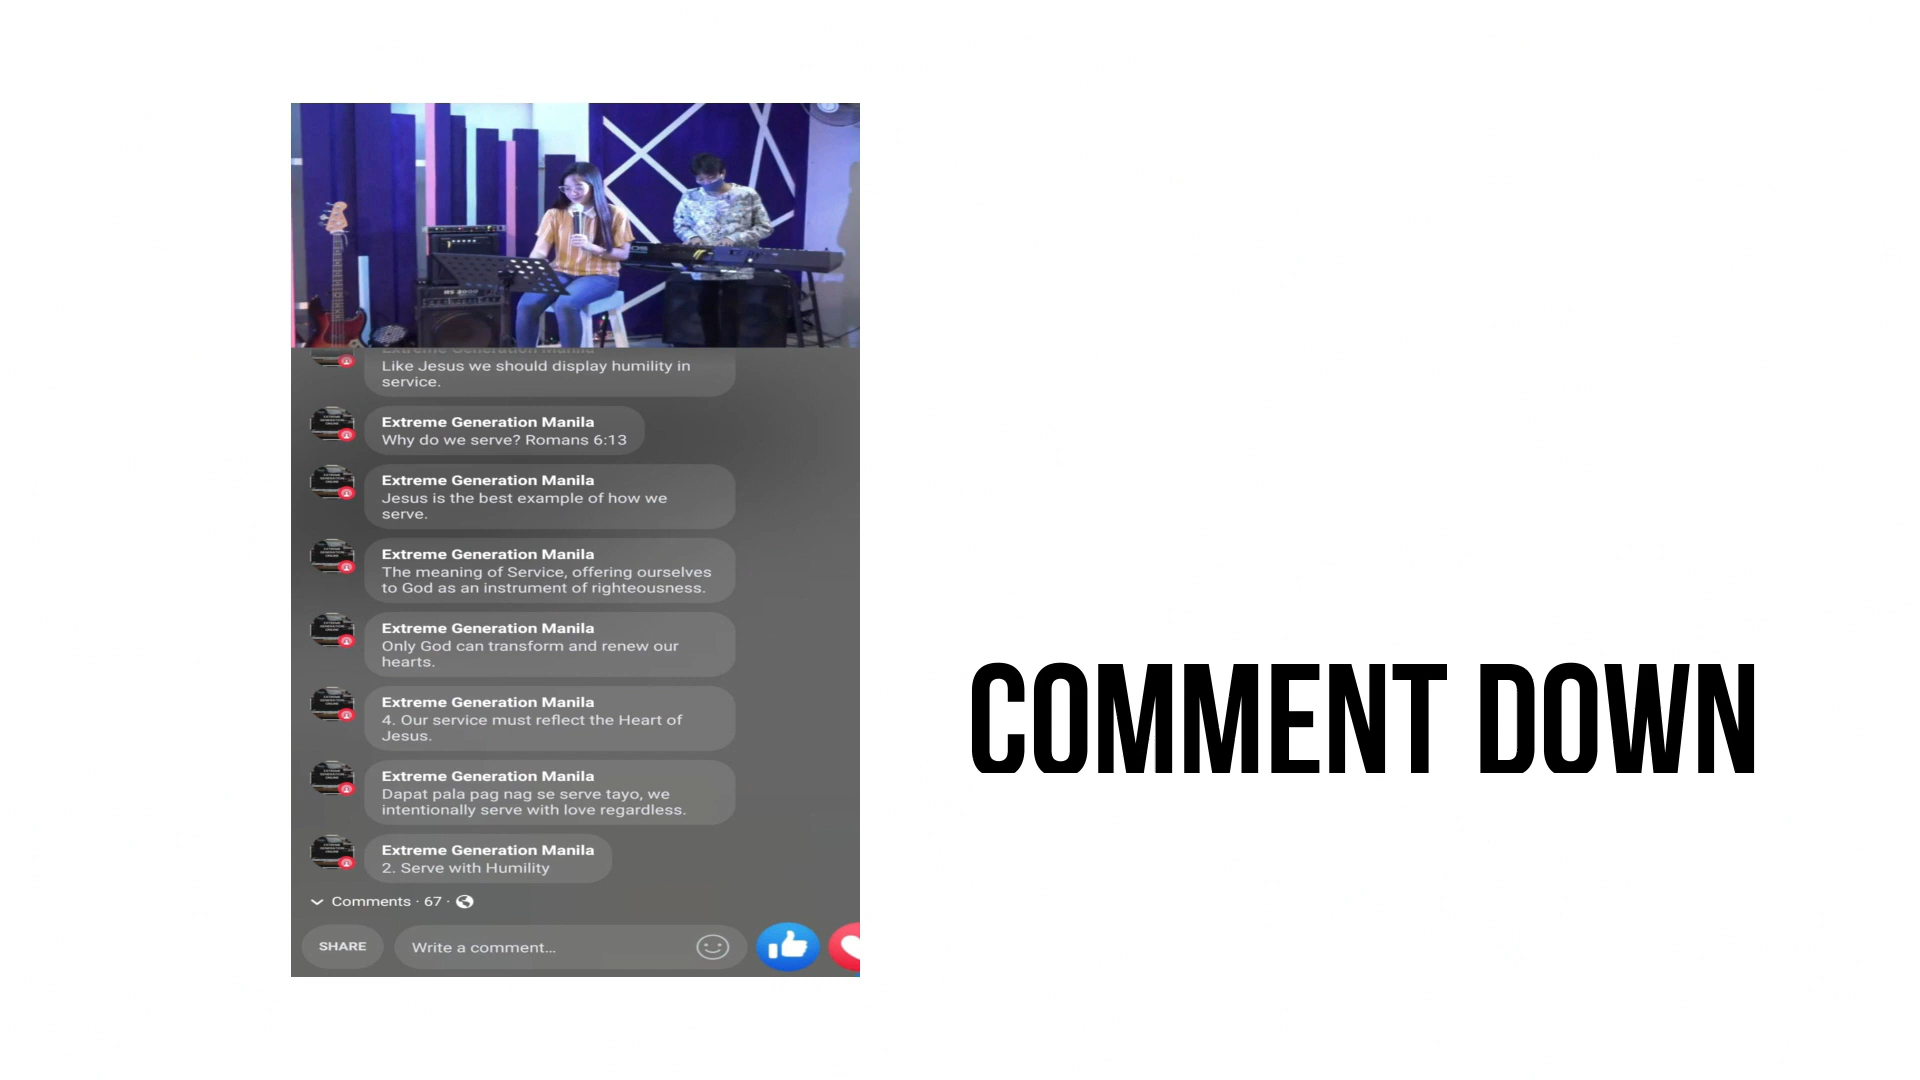 Extreme Generation Manila
Like Jesus we should display humility in
service.
Extreme Generation Manila
Why do we serve? Romans 6:13
Extreme Generation Manila
Jesus is the best example of how we
serve.
Extreme Generation Manila
The meaning of Service, offering ourselves
to God as an instrument of righteousness.
Extreme Generation Manila
Only God can transform and renew our
hearts.
Extreme Generation Manila
4. Our service must reflect the Heart of
Jesus.
Extreme Generation Manila
Dapat pala pag nag se serve tayo, we
intentionally serve with love regardless.
Extreme Generation Manila
2. Serve with Humility
Comments · 67 ·
SHARE
Write a comment...
COMMENT DOWN